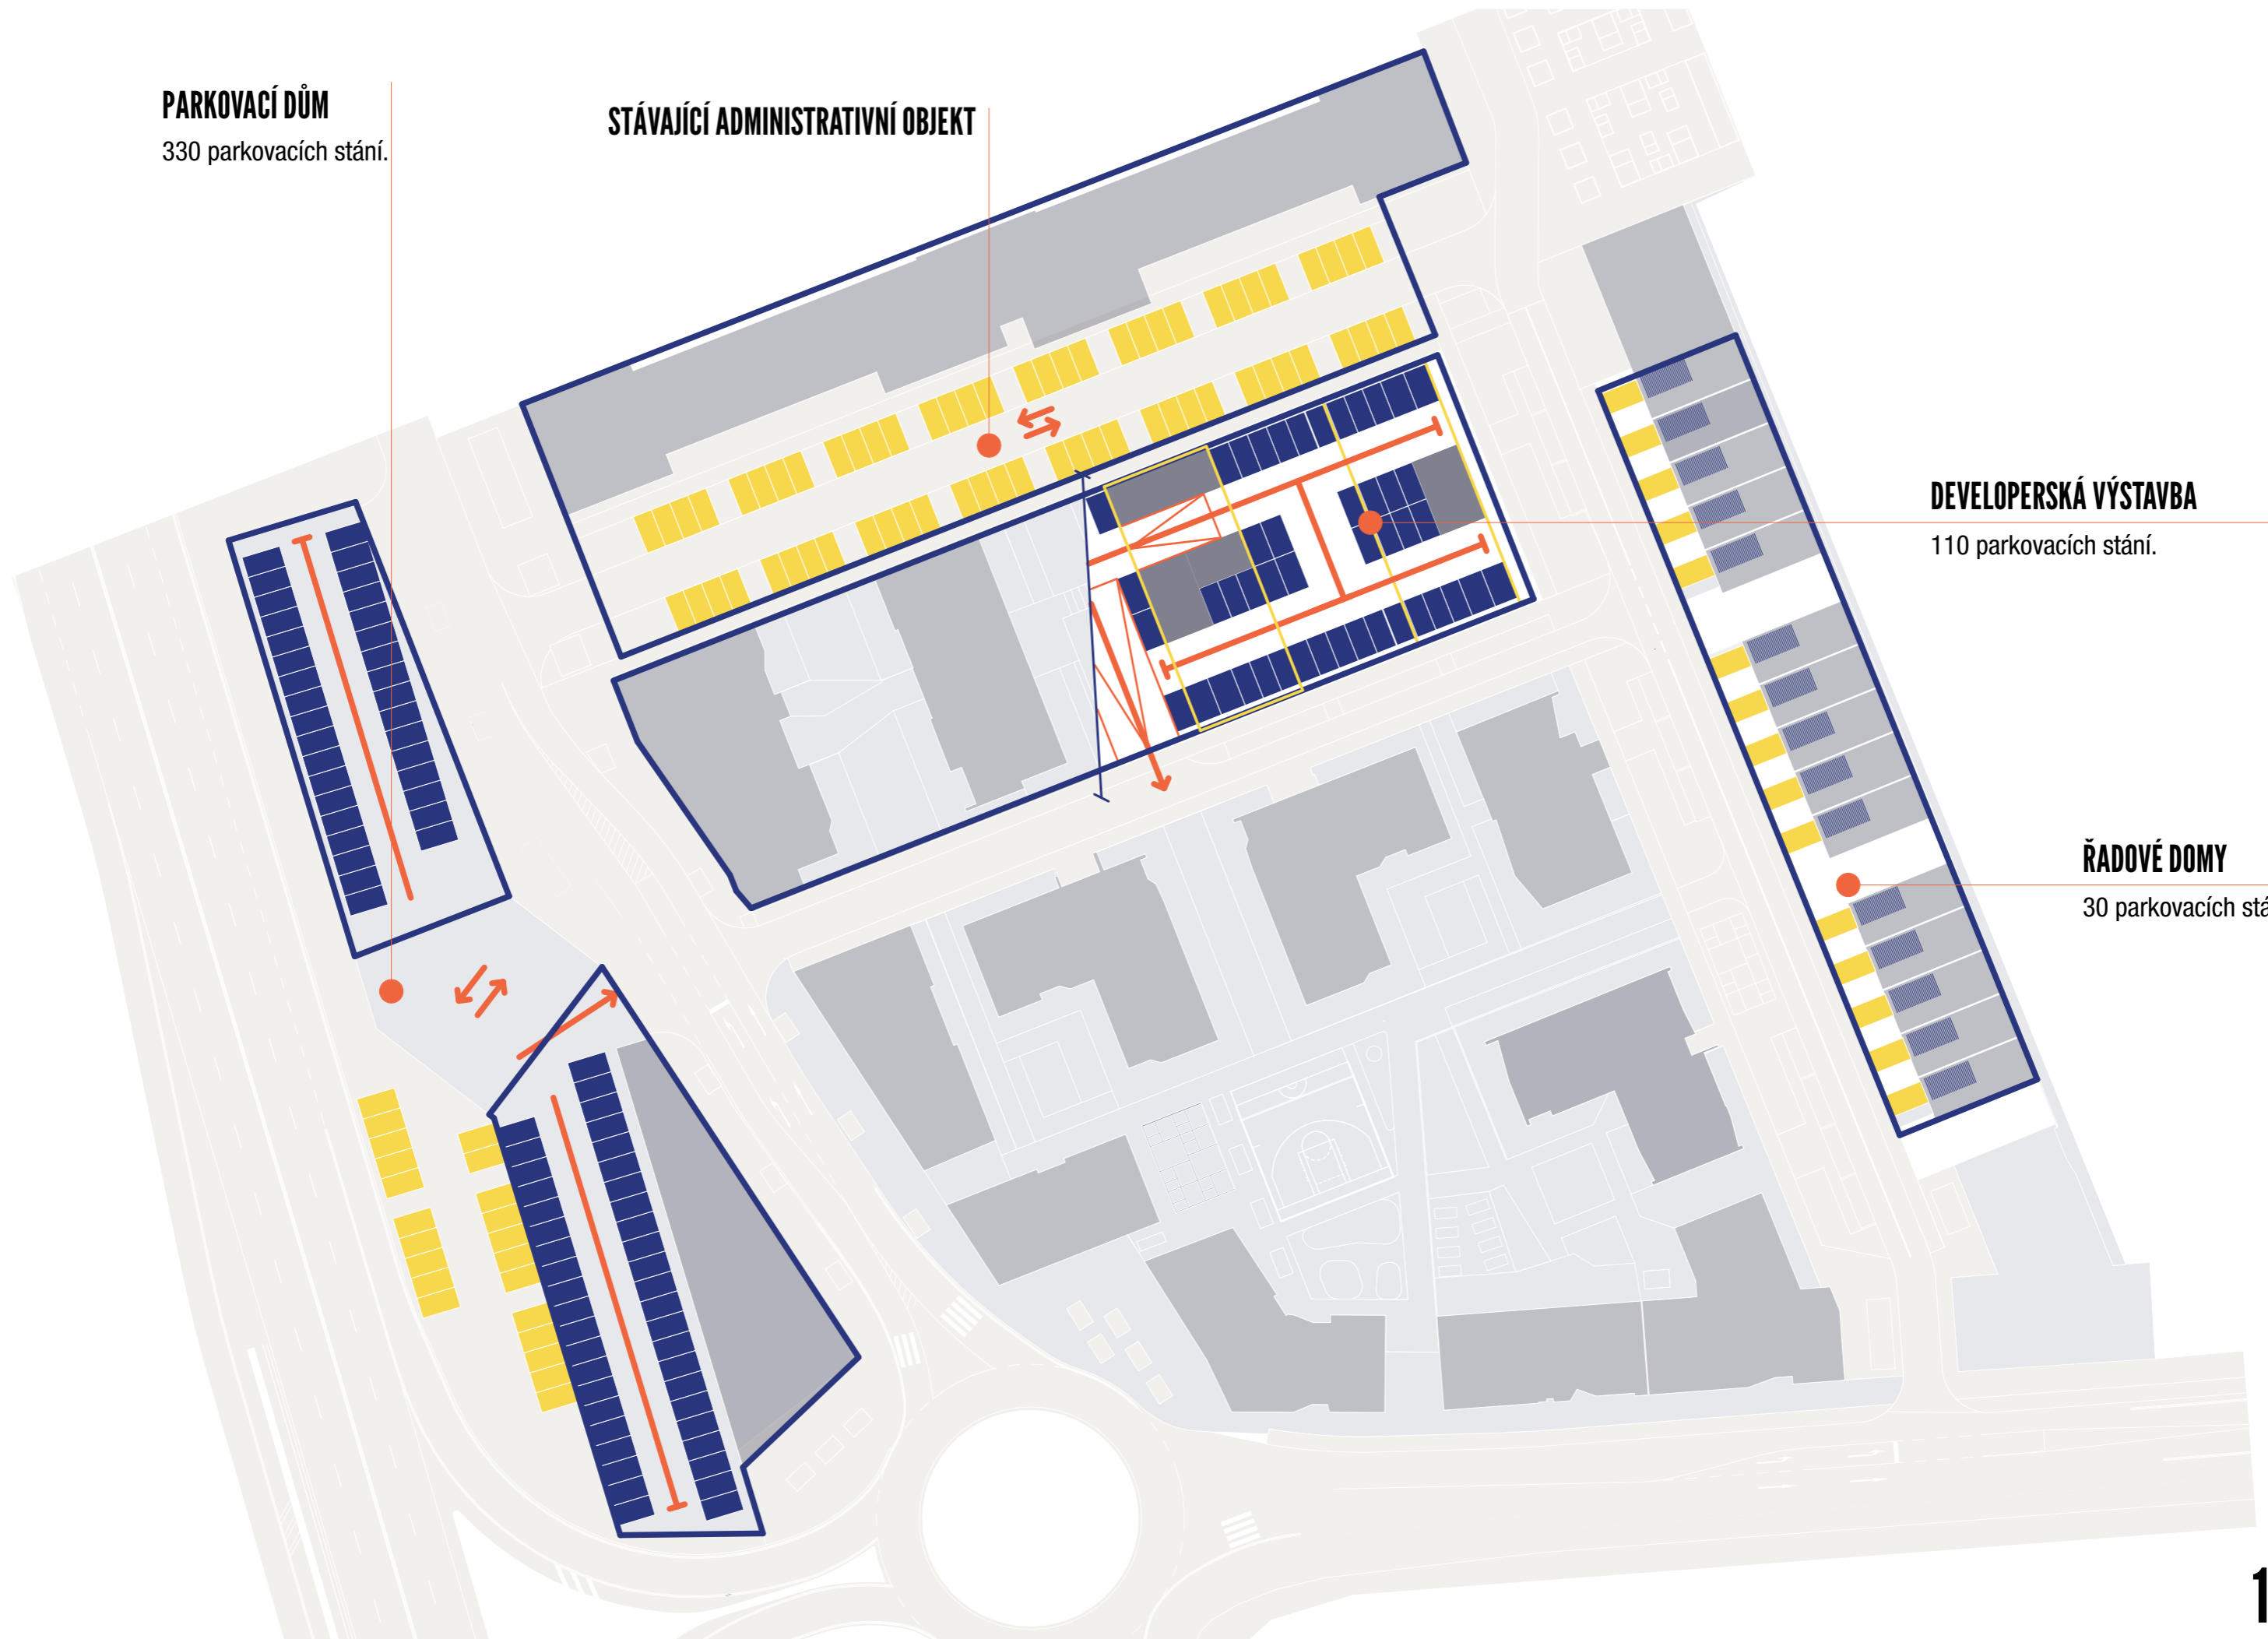 PARKOVACÍ DŮM
330 parkovacích stání.
STÁVAJÍCÍ ADMINISTRATIVNÍ OBJEKT
DEVELOPERSKÁ VÝSTAVBA
110 parkovacích stání.
ŘADOVÉ DOMY
30 parkovacích
1